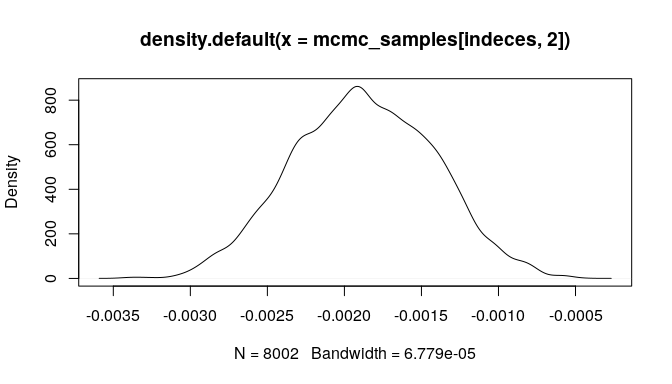 density.default(x = mcmc_samples[indeces, 2])
Density
800
600
400
200
0
-0.0035 -0.0030 -0.0025 -0.0020 -0.0015 -0.0010 -0.0005
N = 8002 Bandwidth = 6.779e-05